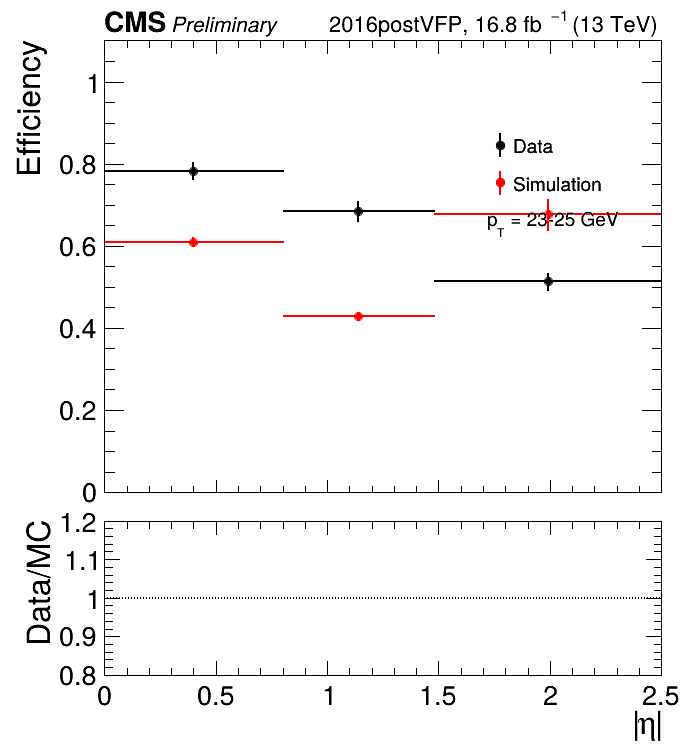 CMS Preliminary 2016postVFP, 16.8 fb⁻¹ (13 TeV)
Efficiency
1
0.8
0.6
0.4
0.2
0
Data
Simulation
p_T = 23-25 GeV
Data/MC
1.2
1.1
1
0.9
0.8
0 0.5 1 1.5 2 2.5
|η|